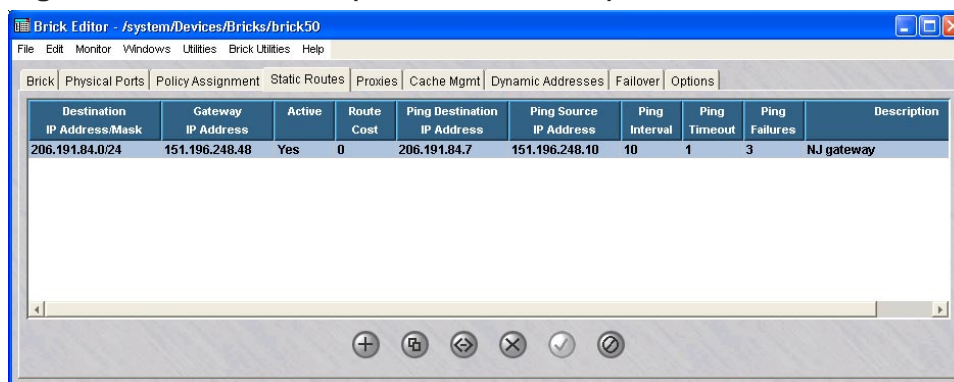 Brick Editor - /system/Devices/Bricks/brick50
File Edit Monitor Windows Utilities Brick Utilities Help
Brick Physical Ports Policy Assignment Static Routes Proxies Cache Mgmt Dynamic Addresses Failover Options
Destination Gateway Active Route Ping Destination Ping Source Ping Ping Ping Description
IP Address/Mask IP Address Cost IP Address IP Address Interval Timeout Failures
206.191.84.0/24 151.196.248.48 Yes 0 206.191.84.7 151.196.248.10 10 1 3 NJ gateway